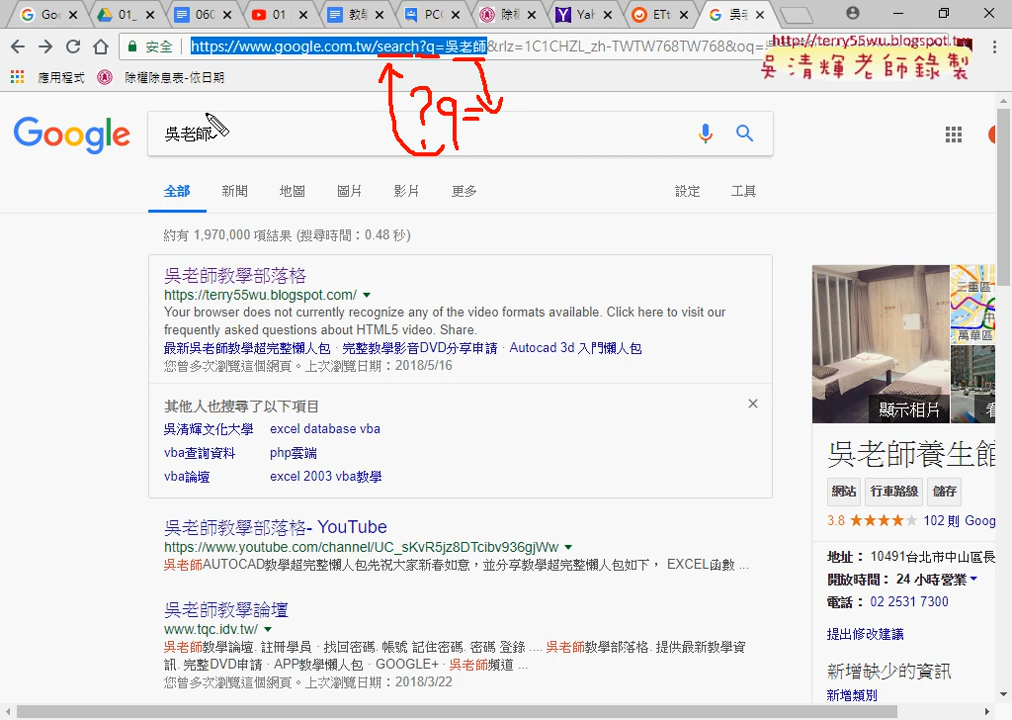 Goo
01_
060
01
教
PCC
除權
Yah
ETt
吳老
安全
https://www.google.com.tw/search?q=吳老師&rlz=1C1CHZL_zh-TWTW768TW768&oq=
http://terry55wu.blogspot.tw
吳清輝老師錄製
應用程式
除權除息表-依日期
?q=
Google
吳老師
全部 新聞 地圖 圖片 影片 更多 設定 工具
約有 1,970,000 項結果 (搜尋時間：0.48 秒)
吳老師教學部落格
https://terry55wu.blogspot.com/
Your browser does not currently recognize any of the video formats available. Click here to visit our
frequently asked questions about HTML5 video. Share.
最新吳老師教學超完整懶人包 · 完整教學影音DVD分享申請 · Autocad 3d 入門懶人包
您曾多次瀏覽這個網頁。上次瀏覽日期：2018/5/16
其他人也搜尋了以下項目
吳清輝文化大學 excel database vba
vba查詢資料 php雲端
vba論壇 excel 2003 vba教學
吳老師教學部落格- YouTube
https://www.youtube.com/channel/UC_sKvR5jz8DTcibv936gjWw
吳老師AUTOCAD教學超完整懶人包先祝大家新春如意，並分享教學超完整懶人包如下， EXCEL函數 ...
吳老師教學論壇
www.tqc.idv.tw/
吳老師教學論壇. 註冊學員 · 找回密碼. 帳號 記住密碼. 密碼 登錄 .... 吳老師教學部落格. 提供最新教學資
訊. 完整DVD申請 · APP教學懶人包 · GOOGLE+ · 吳老師頻道 ...
您曾多次瀏覽這個網頁。上次瀏覽日期：2018/3/22
三重區
萬華區
顯示相片
看
吳老師養生館
網站 行車路線 儲存
3.8 102 則 Goog
地址： 10491台北市中山區長
開放時間： 24 小時營業
電話： 02 2531 7300
提出修改建議
新增缺少的資訊
新增類別